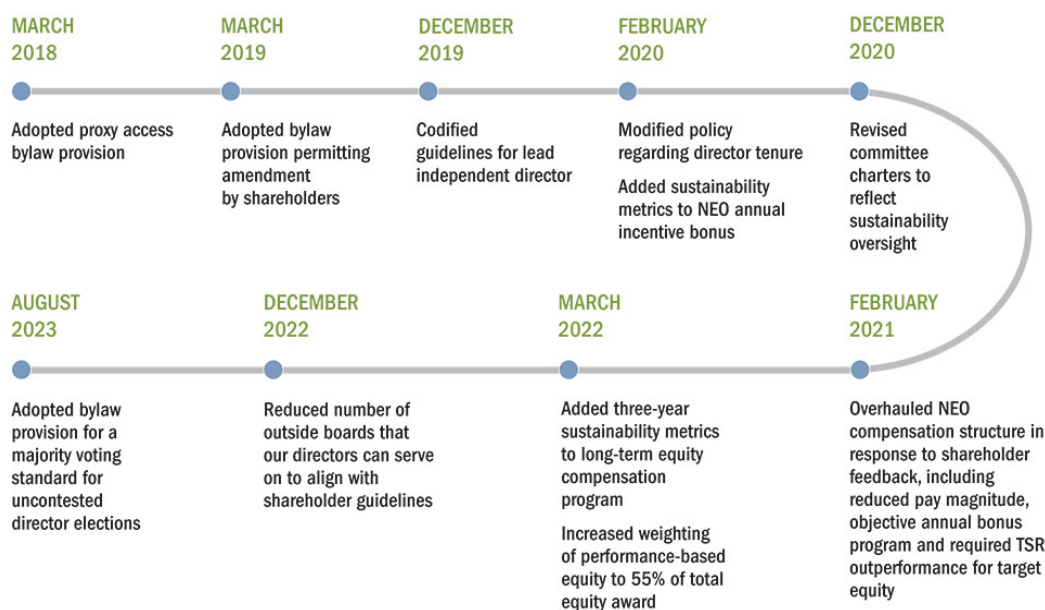 MARCH
2018
Adopted proxy access
bylaw provision
MARCH
2019
Adopted bylaw
provision permitting
amendment
by shareholders
DECEMBER
2019
Codified
guidelines for lead
independent director
FEBRUARY
2020
Modified policy
regarding director tenure
Added sustainability
metrics to NEO annual
incentive bonus
DECEMBER
2020
Revised
committee
charters to
reflect
sustainability
oversight
FEBRUARY
2021
Overhauled NEO
compensation structure in
response to shareholder
feedback, including
reduced pay magnitude,
objective annual bonus
program and required TSR
outperformance for target
equity
MARCH
2022
Added three-year
sustainability metrics
to long-term equity
compensation
program
Increased weighting
of performance-based
equity to 55% of total
equity award
DECEMBER
2022
Reduced number of
outside boards that
our directors can serve
on to align with
shareholder guidelines
AUGUST
2023
Adopted bylaw
provision for a
majority voting
standard for
uncontested
director elections